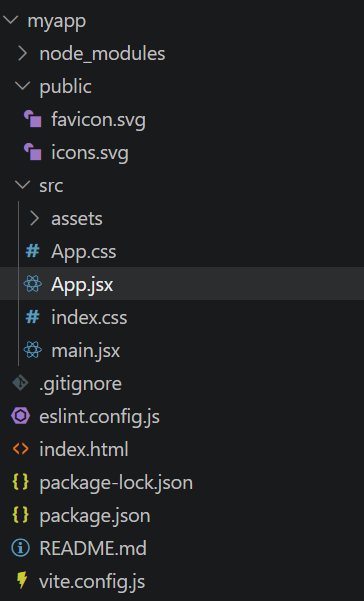 myapp
node_modules
public
favicon.svg
icons.svg
src
assets
# App.css
App.jsx
# index.css
main.jsx
.gitignore
eslint.config.js
<> index.html
{} package-lock.json
{} package.json
README.md
vite.config.js